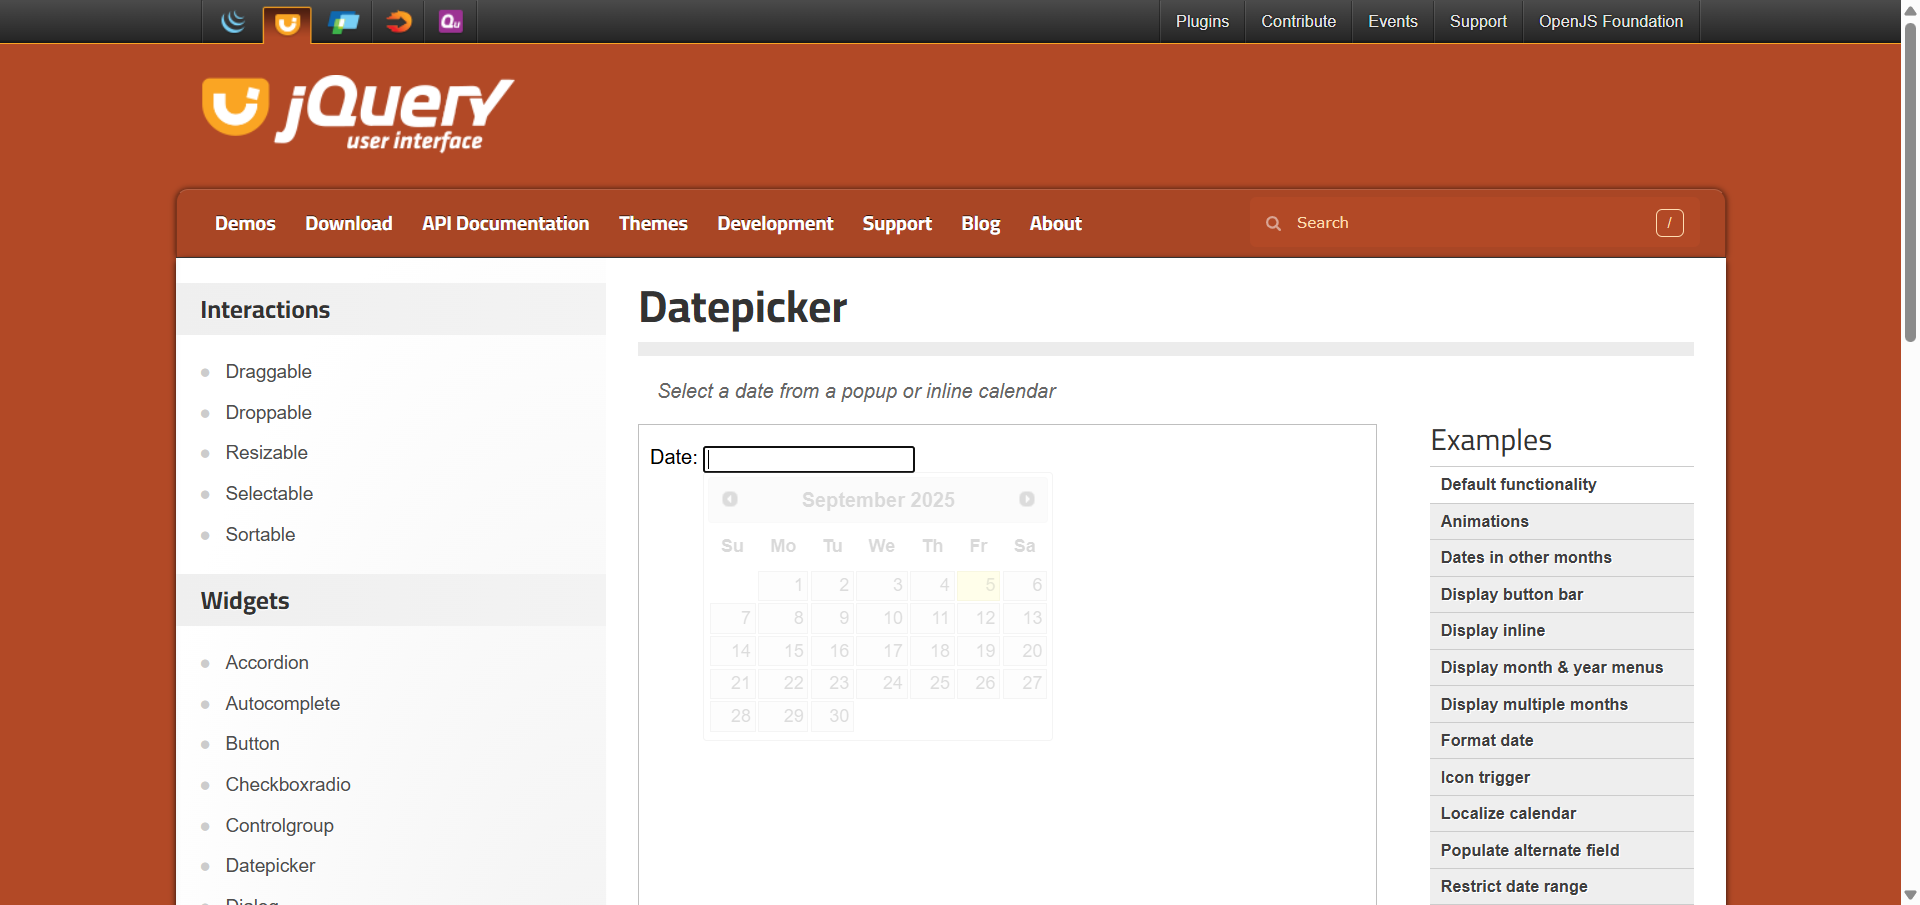 Qu
Plugins Contribute Events Support OpenJS Foundation
jQuery
user interface
Demos Download API Documentation Themes Development Support Blog About Search /
Interactions
Draggable
Droppable
Resizable
Selectable
Sortable
Widgets
Accordion
Autocomplete
Button
Checkboxradio
Controlgroup
Datepicker
Dialog
Datepicker
Select a date from a popup or inline calendar
Date:
September 2025
Su Mo Tu We Th Fr Sa
1 2 3 4 5 6
7 8 9 10 11 12 13
14 15 16 17 18 19 20
21 22 23 24 25 26 27
28 29 30
Examples
Default functionality
Animations
Dates in other months
Display button bar
Display inline
Display month & year menus
Display multiple months
Format date
Icon trigger
Localize calendar
Populate alternate field
Restrict date range